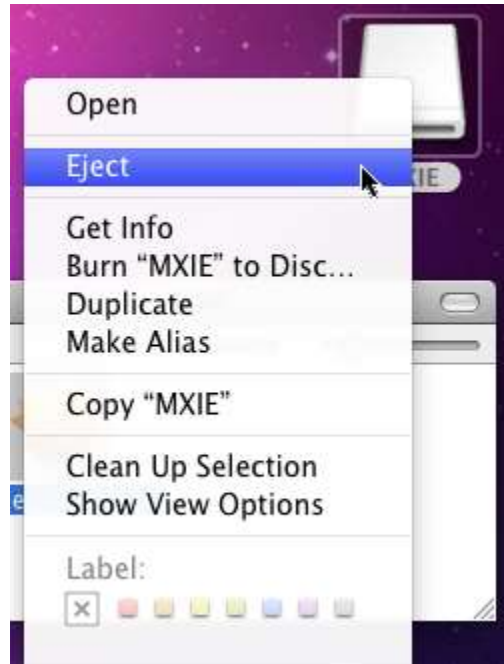 Open
Eject
XIE
Get Info
Burn “MXIE” to Disc...
Duplicate
Make Alias
Copy “MXIE”
Clean Up Selection
Show View Options
Label: